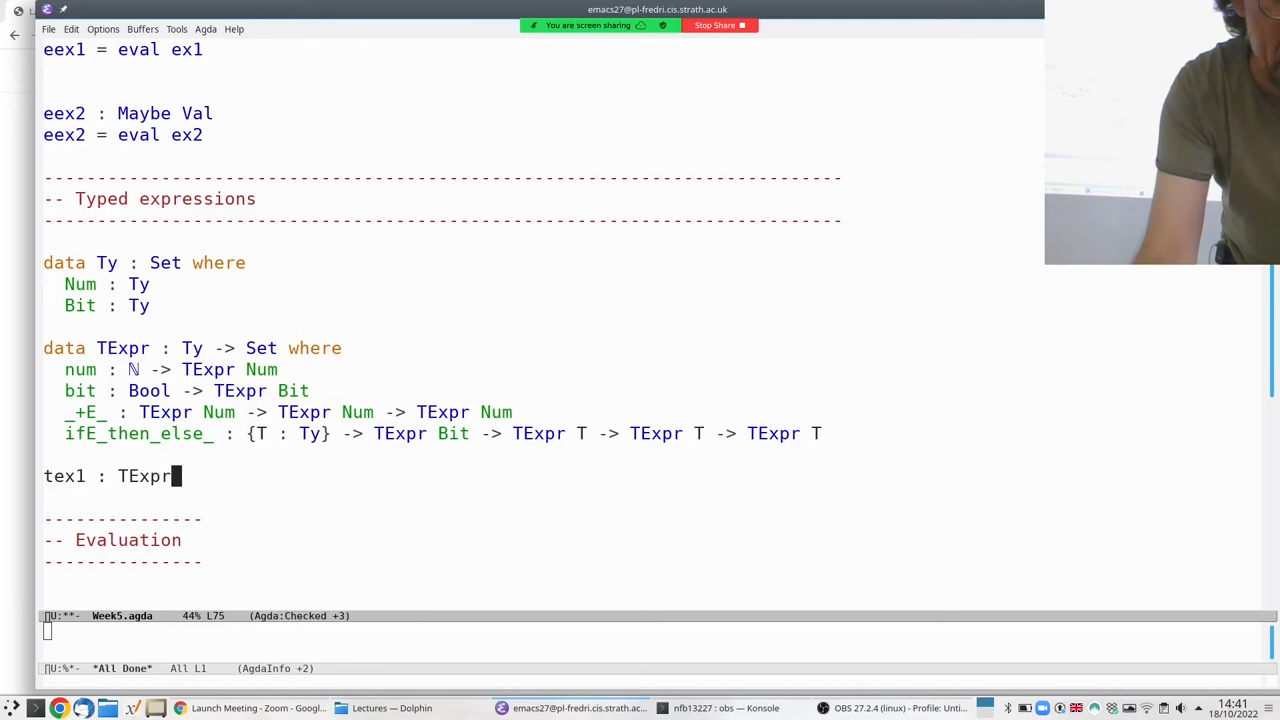 emacs27@pl-fredri.cis.strath.ac.uk
File Edit Options Buffers Tools Agda Help
You are screen sharing
Stop Share
eex1 = eval ex1
eex2 : Maybe Val
eex2 = eval ex2
---------------------------------------------------------------------------
-- Typed expressions
---------------------------------------------------------------------------
data Ty : Set where
Num : Ty
Bit : Ty
data TExpr : Ty -> Set where
num : ℕ -> TExpr Num
bit : Bool -> TExpr Bit
_+E_ : TExpr Num -> TExpr Num -> TExpr Num
ifE_then_else_ : {T : Ty} -> TExpr Bit -> TExpr T -> TExpr T -> TExpr T
tex1 : TExpr
---------------
-- Evaluation
---------------
U:**- Week5.agda 44% L75 (Agda:Checked +3)
U:%*- *All Done* All L1 (AgdaInfo +2)
Launch Meeting - Zoom - Googl...
Lectures — Dolphin
emacs27@pl-fredri.cis.strath.ac...
nfb13227 : obs — Konsole
OBS 27.2.4 (linux) - Profile: Unti...
14:41
18/10/2022